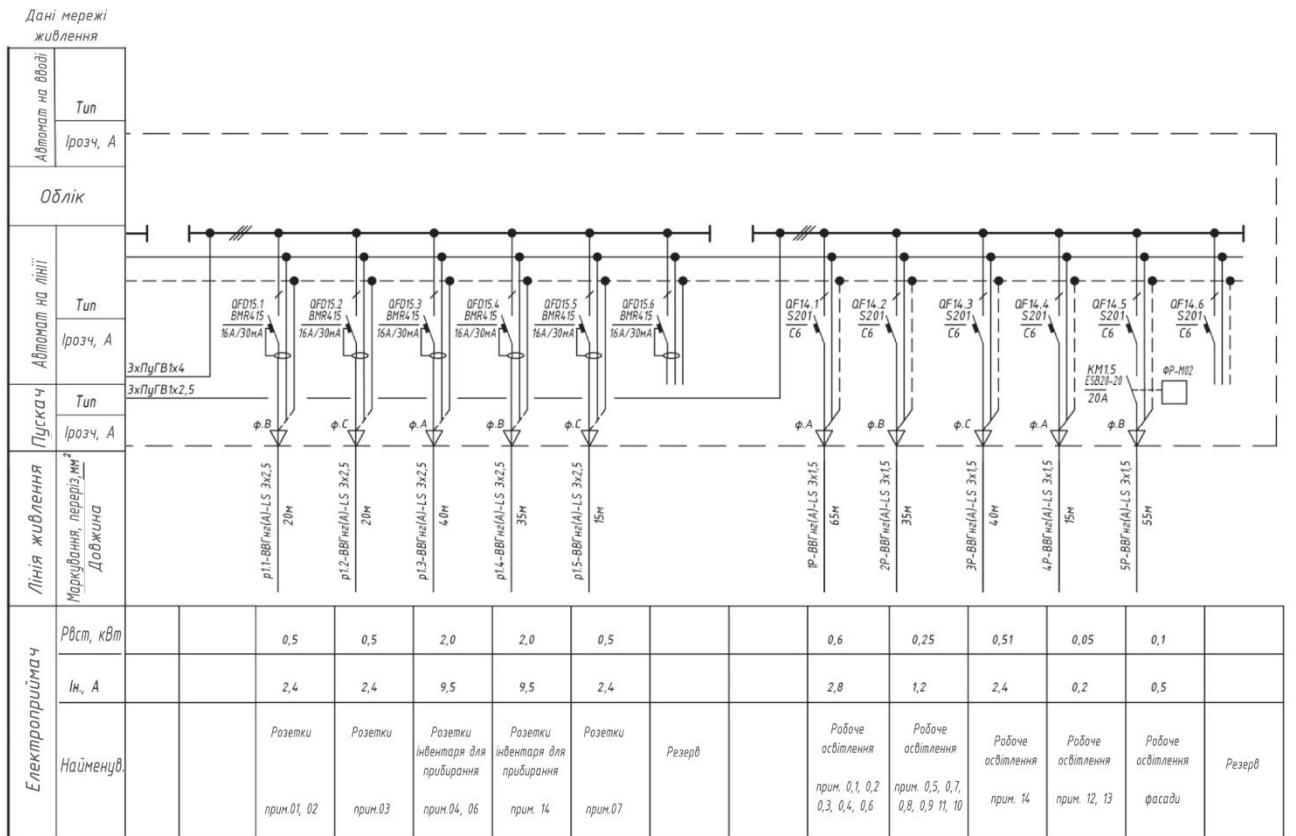 Дані мережі
живлення
Автомат на вводі
Тип
Iрозч, А
Облік
Автомат на лінії
Тип
Iрозч, А
QFD15.1
BMR415
16А/30мА
QFD15.2
BMR415
16А/30мА
QFD15.3
BMR415
16А/30мА
QFD15.4
BMR415
16А/30мА
QFD15.5
BMR415
16А/30мА
QFD15.6
BMR415
16А/30мА
QF14.1
S201
C6
QF14.2
S201
C6
QF14.3
S201
C6
QF14.4
S201
C6
QF14.5
S201
C6
QF14.6
S201
C6
3хПуГВ1х4
3хПуГВ1х2,5
KM1.5
ESB20-20
20А
ФР-М02
Пускач
Тип
Iрозч, А
ф.В
ф.С
ф.А
ф.В
ф.С
ф.А
ф.В
ф.С
ф.А
ф.В
Лінія живлення
Маркування, переріз,мм²
Довжина
р1.1-ВВГнг(А)-LS 3х2,5
20м
р1.2-ВВГнг(А)-LS 3х2,5
20м
р1.3-ВВГнг(А)-LS 3х2,5
40м
р1.4-ВВГнг(А)-LS 3х2,5
35м
р1.5-ВВГнг(А)-LS 3х2,5
15м
1Р-ВВГнг(А)-LS 3х1,5
65м
2Р-ВВГнг(А)-LS 3х1,5
35м
3Р-ВВГнг(А)-LS 3х1,5
40м
4Р-ВВГнг(А)-LS 3х1,5
15м
5Р-ВВГнг(А)-LS 3х1,5
55м
Електроприймач
Рвст, кВт
0,5
0,5
2,0
2,0
0,5
0,6
0,25
0,51
0,05
0,1
Iн., А
2,4
2,4
9,5
9,5
2,4
2,8
1,2
2,4
0,2
0,5
Найменув.
Розетки
прим.01, 02
Розетки
прим.03
Розетки
інвентаря для
прибирання
прим.04, 06
Розетки
інвентаря для
прибирання
прим. 14
Розетки
прим.07
Резерв
Робоче
освітлення
прим. 0,1, 0,2
0,3, 0,4, 0,6
Робоче
освітлення
прим. 0,5, 0,7,
0,8, 0,9 11, 10
Робоче
освітлення
прим. 14
Робоче
освітлення
прим. 12, 13
Робоче
освітлення
фасади
Резерв